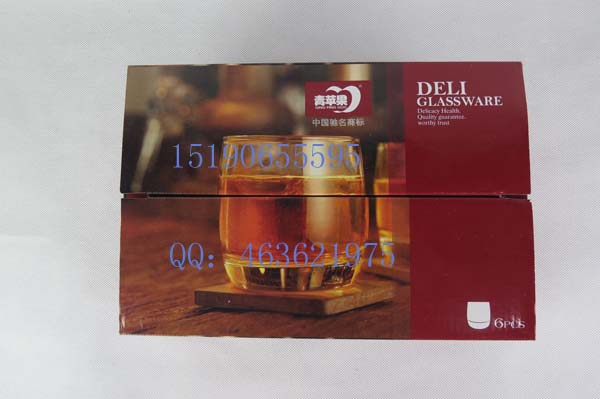 青苹果
中国驰名商标
DELI
GLASSWARE
Delicacy Health.
Quality guarantee.
worthy trust
15190655595
QQ：463621975
6PCS